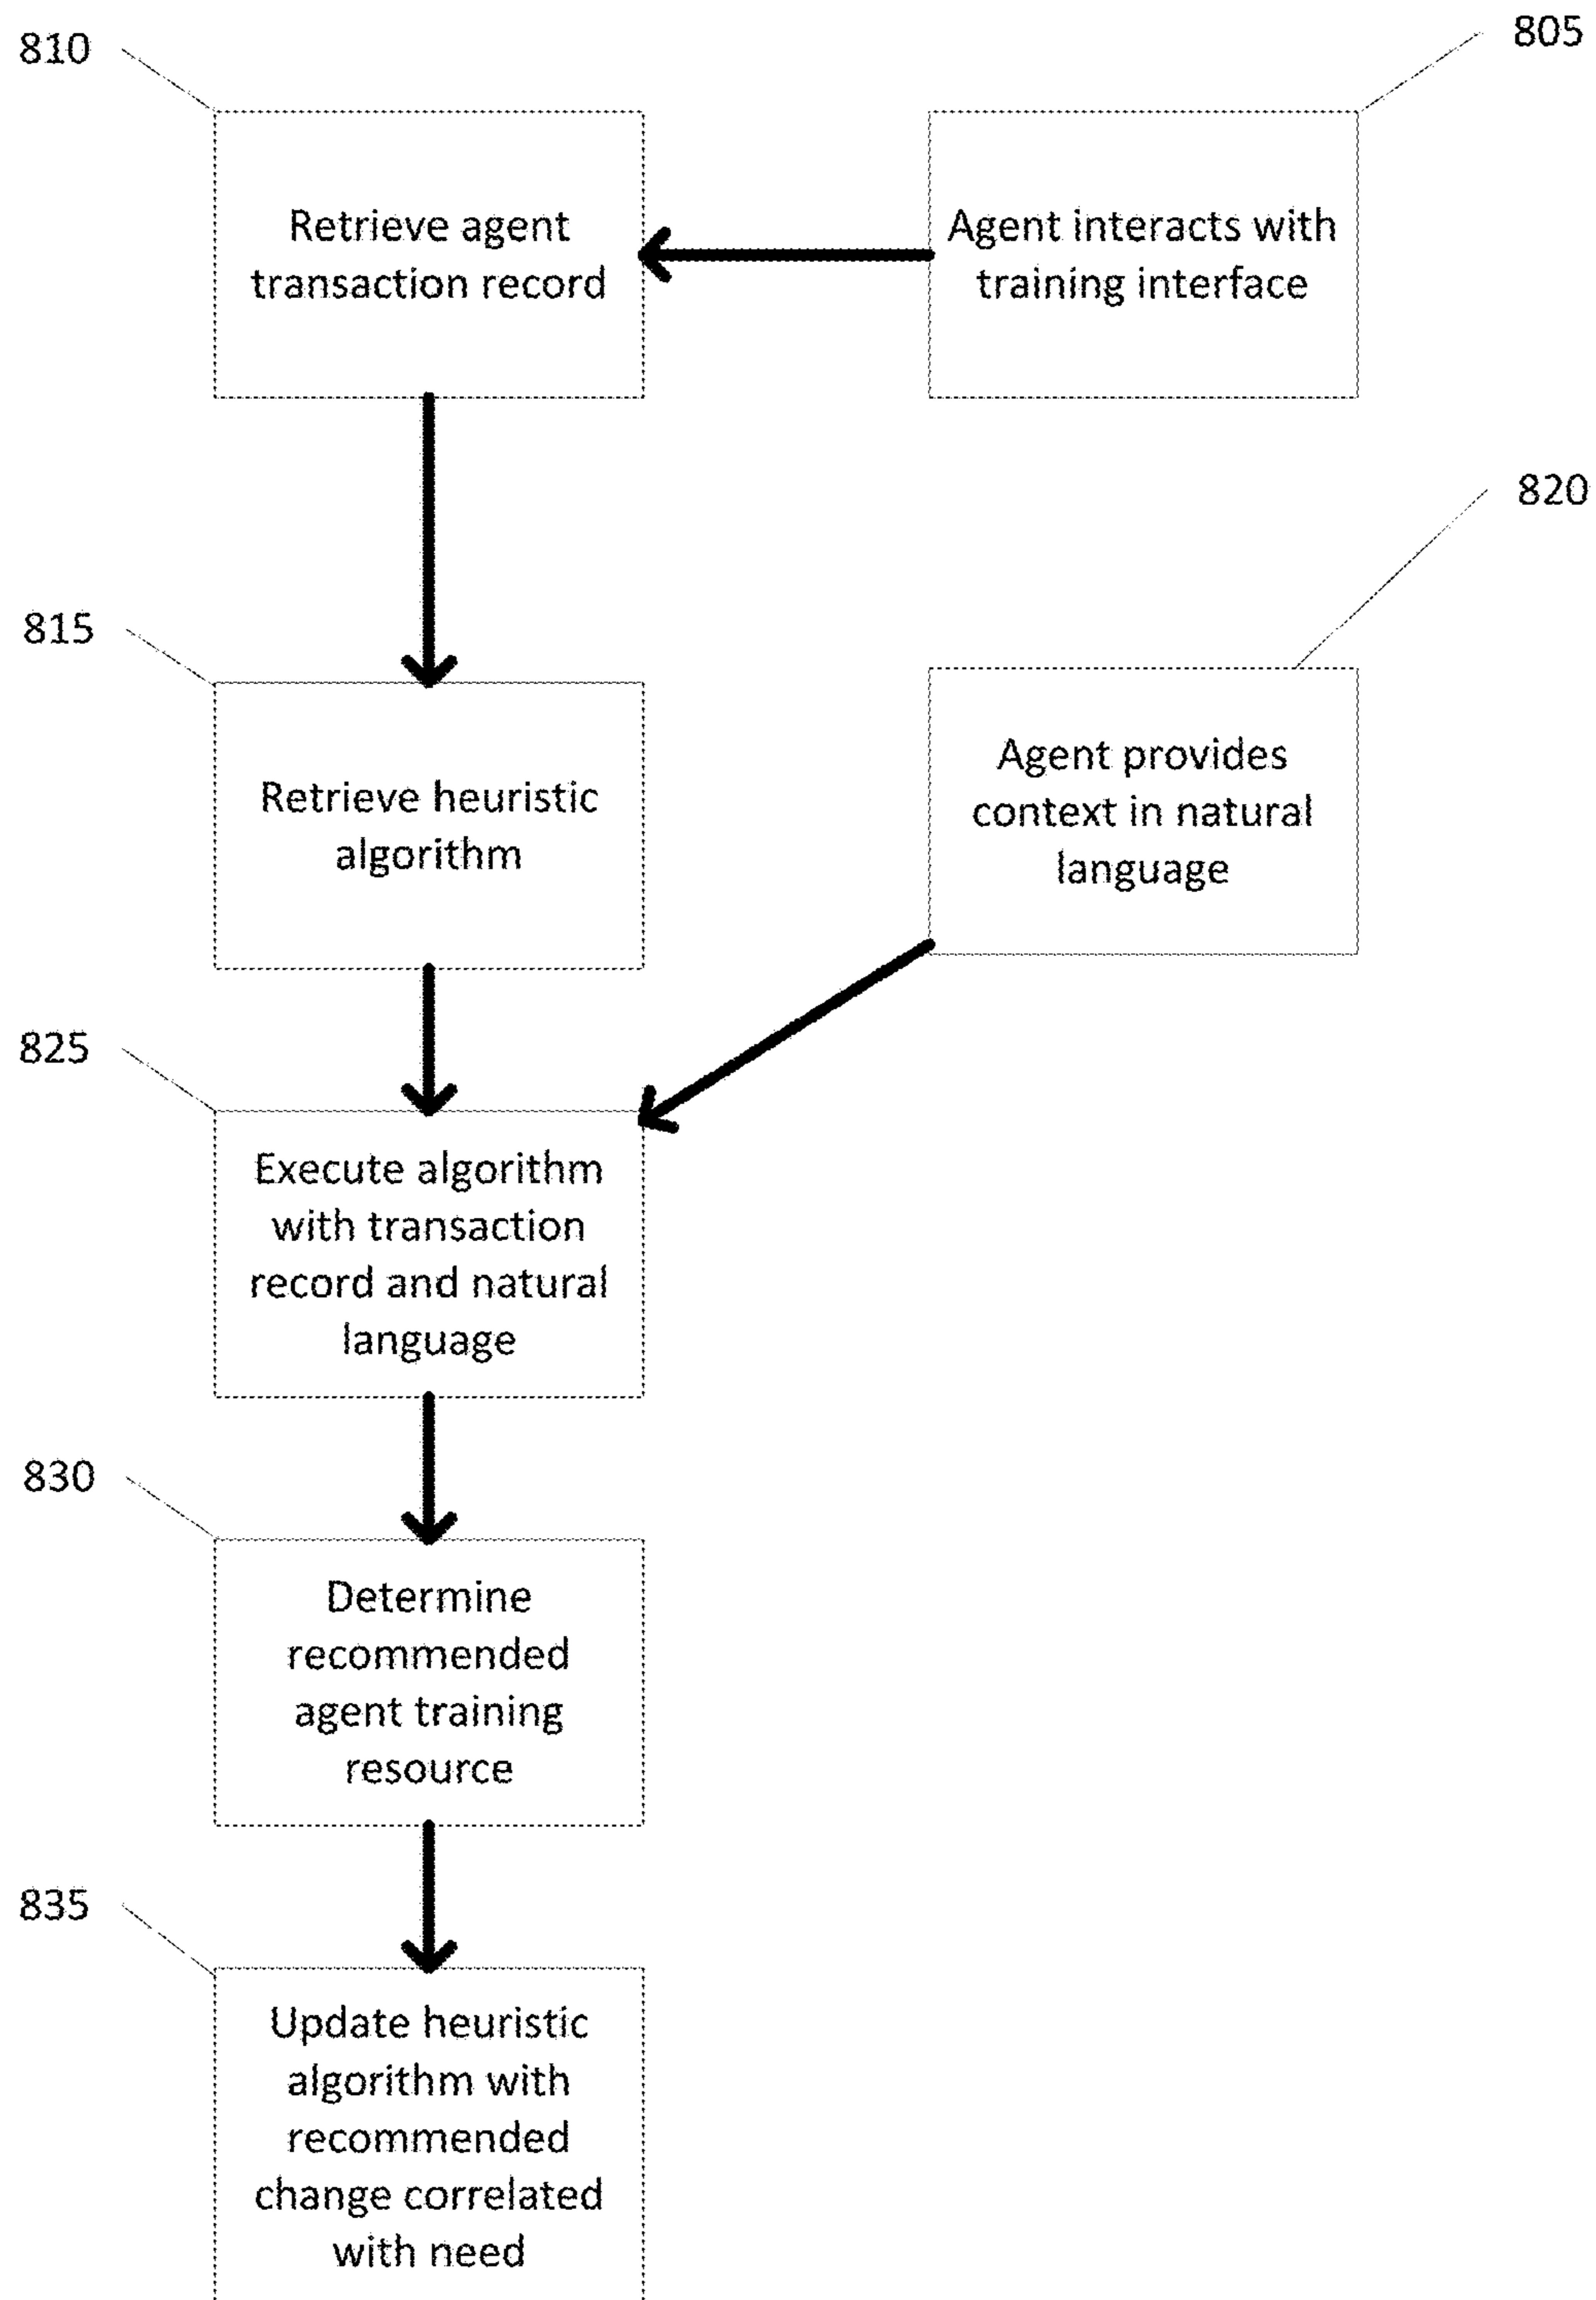 810
805
Retrieve agent
transaction record
Agent interacts with
training interface
820
815
Retrieve heuristic
algorithm
Agent provides
context in natural
language
825
Execute algorithm
with transaction
record and natural
language
830
Determine
recommended
agent training
resource
835
Update heuristic
algorithm with
recommended
change correlated
with need